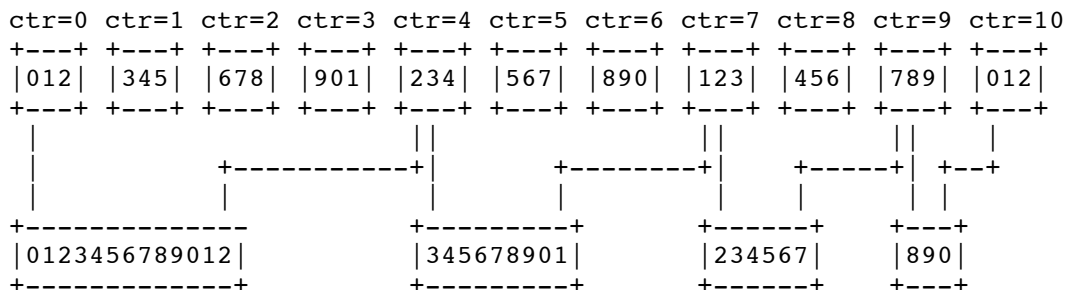 ctr=0 ctr=1 ctr=2 ctr=3 ctr=4 ctr=5 ctr=6 ctr=7 ctr=8 ctr=9 ctr=10
+---+ +---+ +---+ +---+ +---+ +---+ +---+ +---+ +---+ +---+ +---+
|012| |345| |678| |901| |234| |567| |890| |123| |456| |789| |012|
+---+ +---+ +---+ +---+ +---+ +---+ +---+ +---+ +---+ +---+ +---+
 |                        ||                ||          ||    |
 |            +-----------+|       +--------+|    +-----+| +--+
 |            |            |       |         |    |      | |
+--------------           +---------+       +------+    +---+
|0123456789012|           |345678901|       |234567|    |890|
+-------------+           +---------+       +------+    +---+